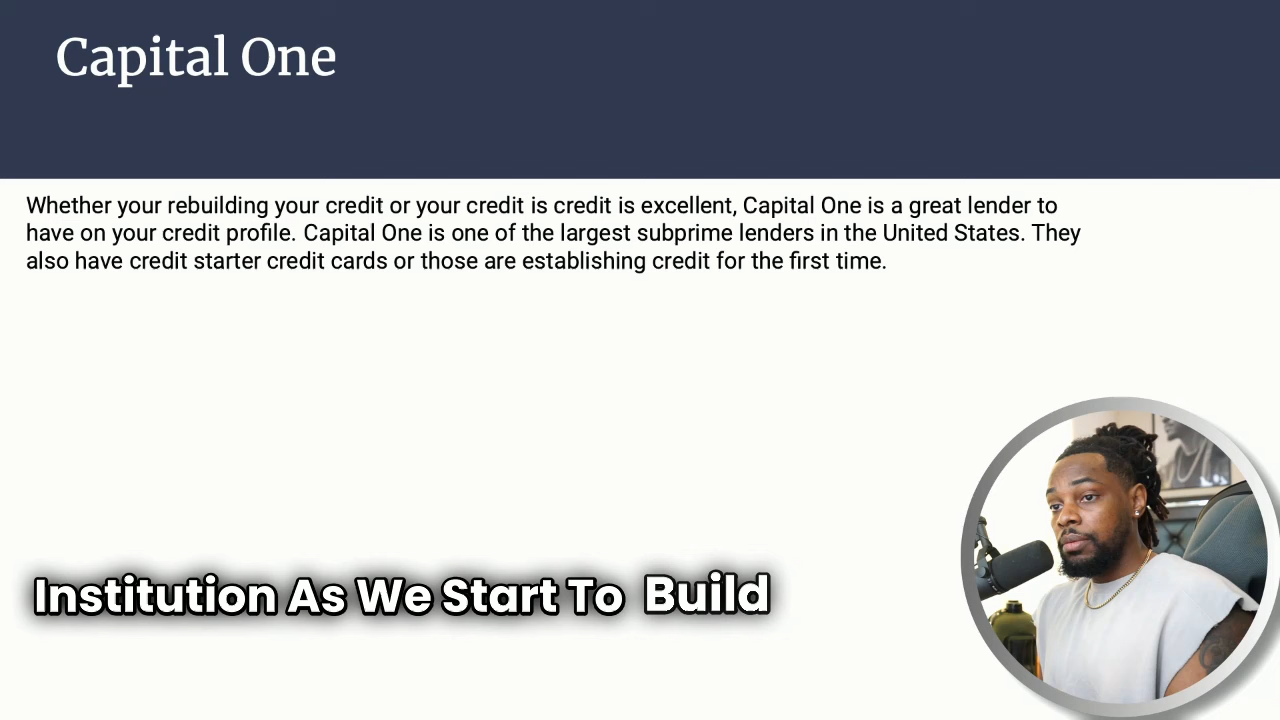 Capital One
Whether your rebuilding your credit or your credit is credit is excellent, Capital One is a great lender to
have on your credit profile. Capital One is one of the largest subprime lenders in the United States. They
also have credit starter credit cards or those are establishing credit for the first time.
Institution As We Start To Build